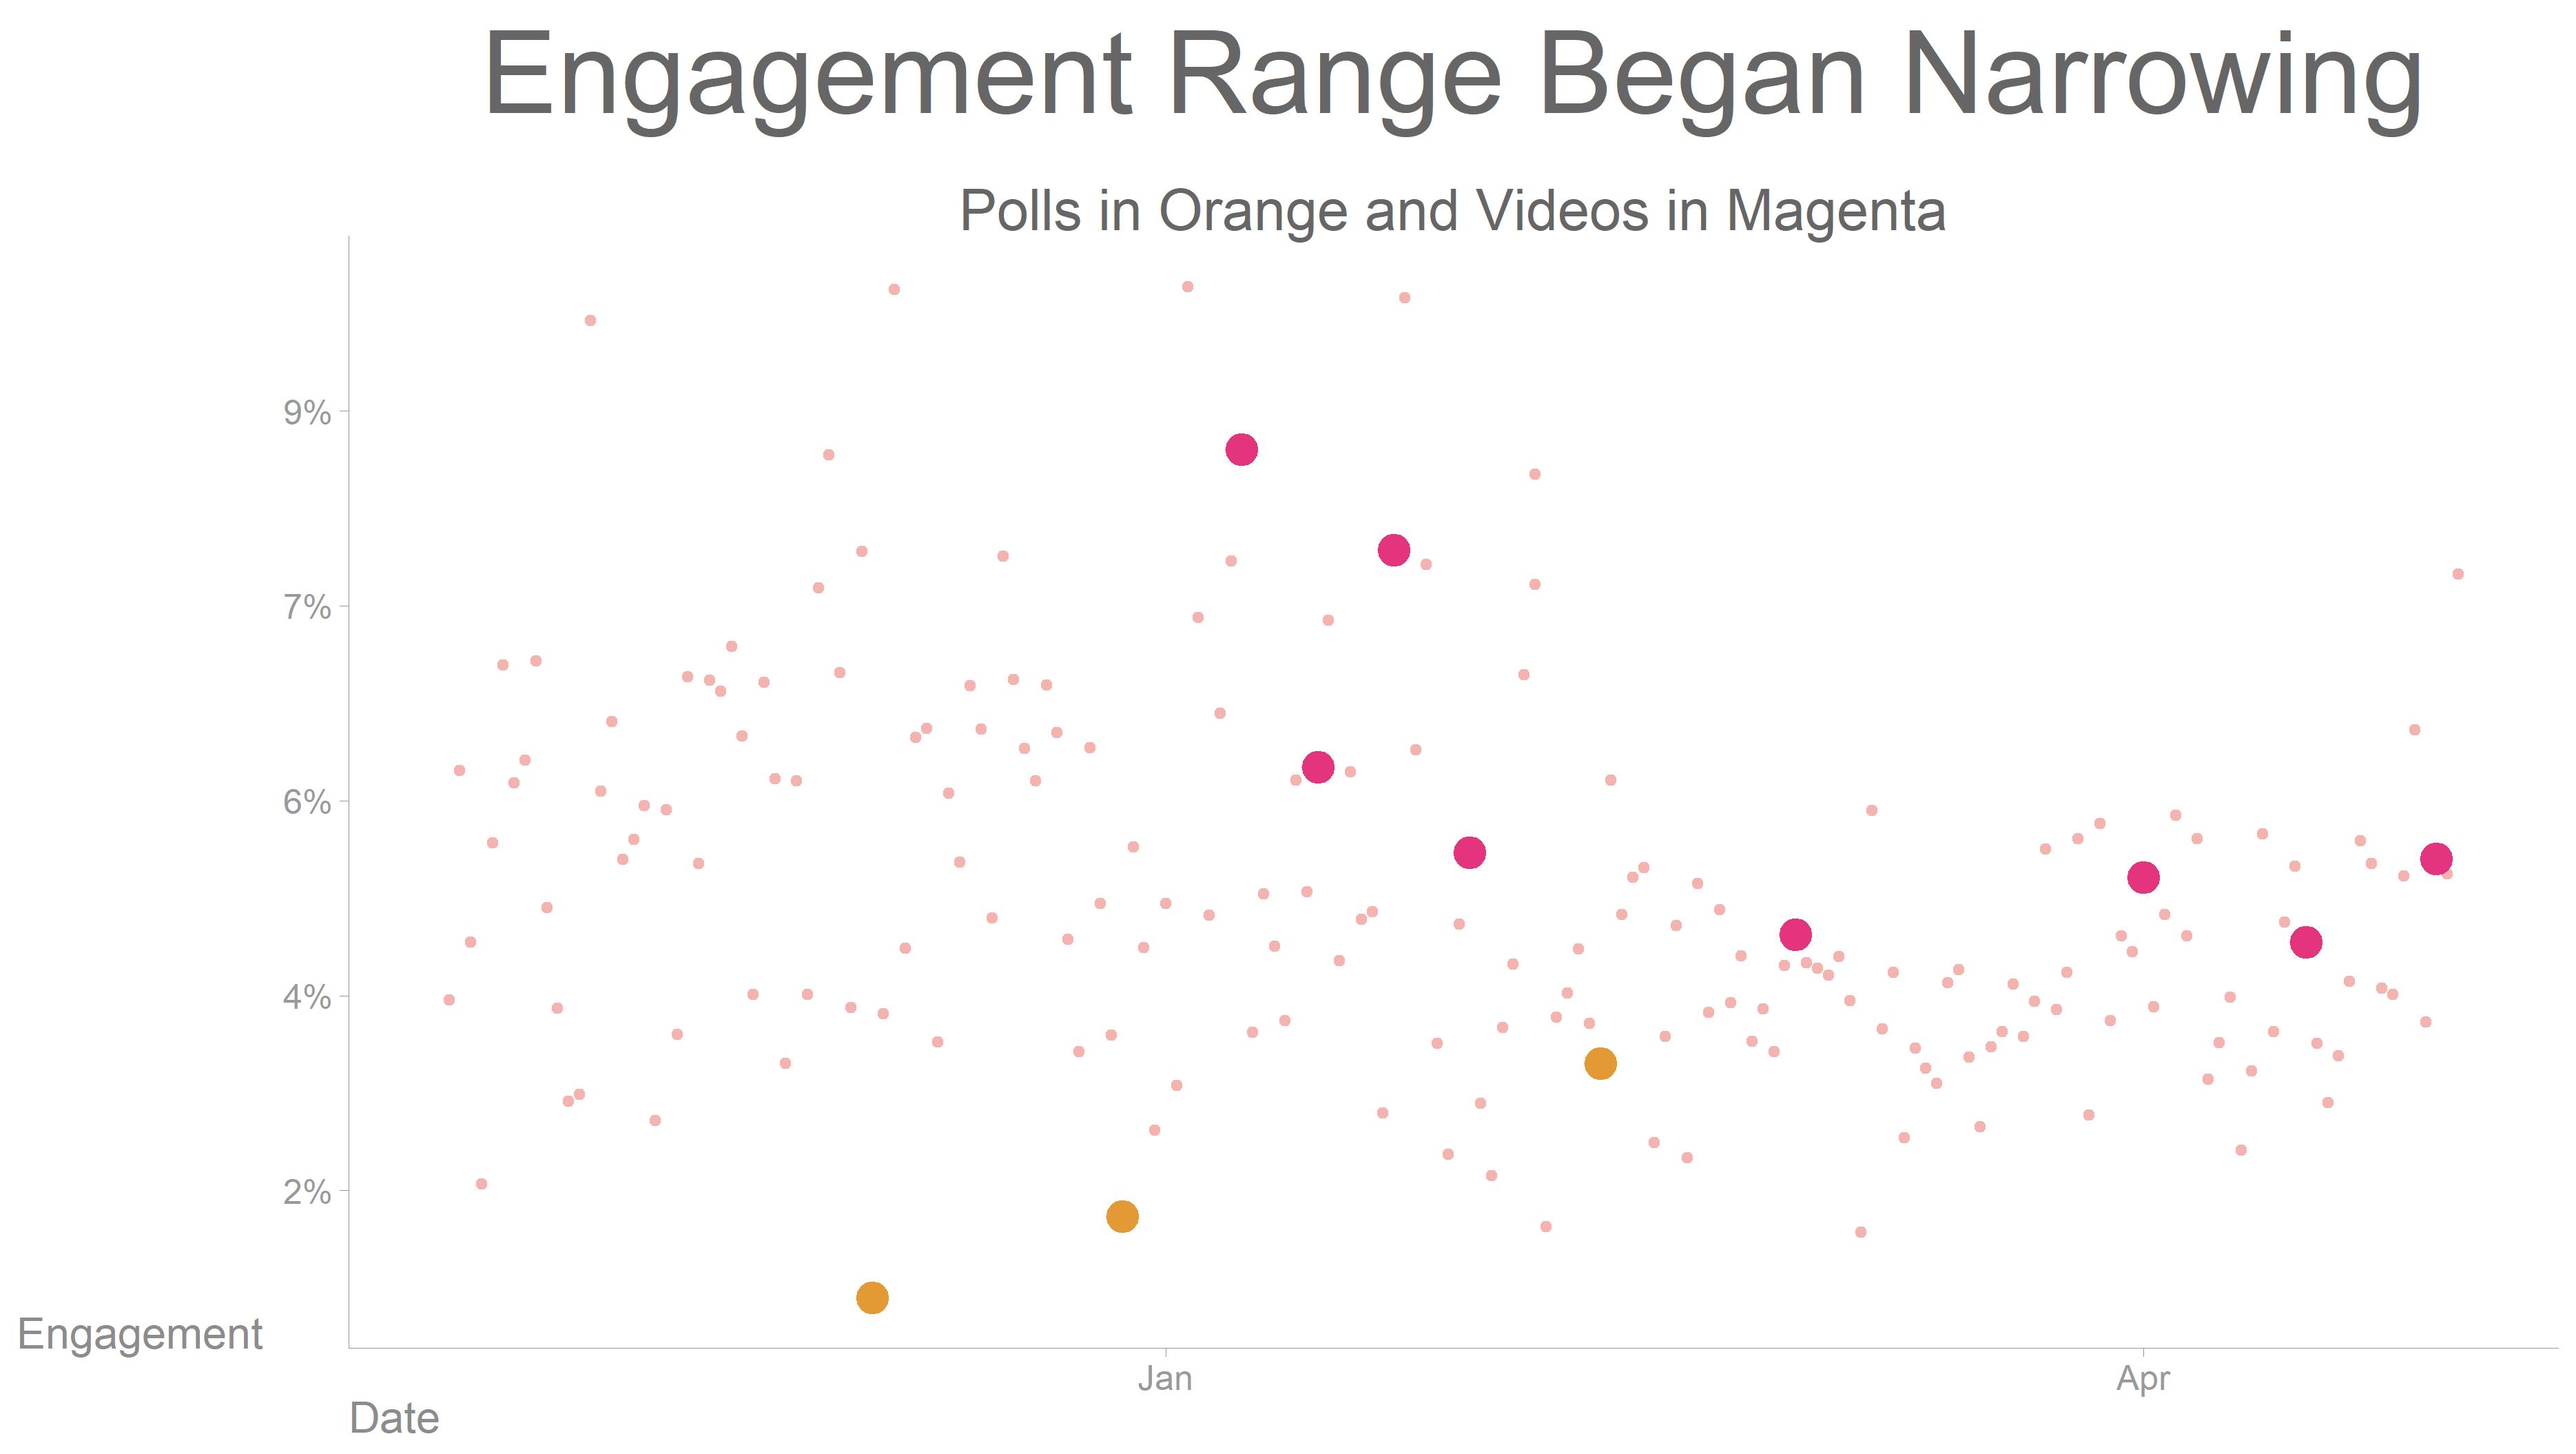 Engagement Range Began Narrowing
Polls in Orange and Videos in Magenta
9%
7%
6%
4%
2%
Engagement
Jan
Apr
Date